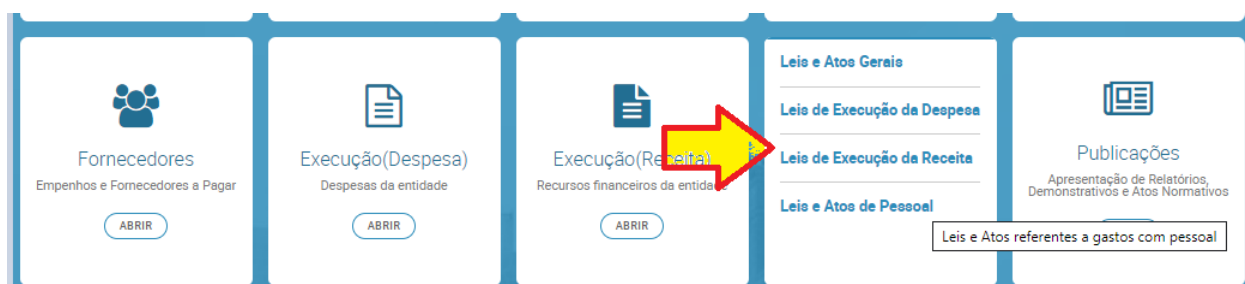 Fornecedores
Empenhos e Fornecedores a Pagar
ABRIR
Execução(Despesa)
Despesas da entidade
ABRIR
Execução(Receita)
Recursos financeiros da entidade
ABRIR
Leis e Atos Gerais
Leis de Execução da Despesa
Leis de Execução da Receita
Leis e Atos de Pessoal
Leis e Atos referentes a gastos com pessoal
Publicações
Apresentação de Relatórios,
Demonstrativos e Atos Normativos